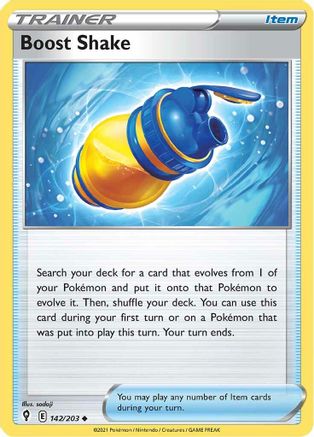 TRAINER Item
Boost Shake
Search your deck for a card that evolves from 1 of
your Pokémon and put it onto that Pokémon to
evolve it. Then, shuffle your deck. You can use this
card during your first turn or on a Pokémon that
was put into play this turn. Your turn ends.
Illus. sadaji
E 142/203 ◆
You may play any number of Item cards
during your turn.
©2021 Pokémon / Nintendo / Creatures / GAME FREAK